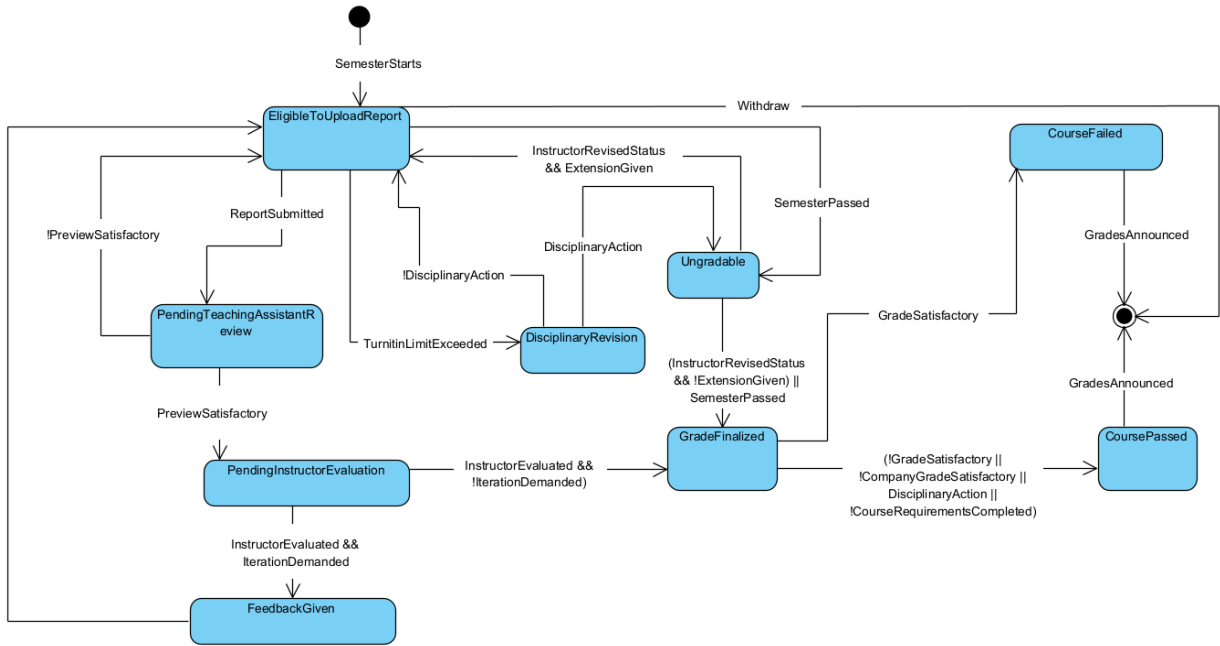 SemesterStarts
Withdraw
EligibleToUploadReport
CourseFailed
InstructorRevisedStatus
&& ExtensionGiven
SemesterPassed
ReportSubmitted
!PreviewSatisfactory
GradesAnnounced
DisciplinaryAction
Ungradable
!DisciplinaryAction
PendingTeachingAssistantR
eview
GradeSatisfactory
DisciplinaryRevision
TurnitinLimitExceeded
(InstructorRevisedStatus
&& !ExtensionGiven) ||
SemesterPassed
GradesAnnounced
PreviewSatisfactory
GradeFinalized
CoursePassed
PendingInstructorEvaluation
InstructorEvaluated &&
!IterationDemanded)
(!GradeSatisfactory ||
!CompanyGradeSatisfactory ||
DisciplinaryAction ||
!CourseRequirementsCompleted)
InstructorEvaluated &&
IterationDemanded
FeedbackGiven